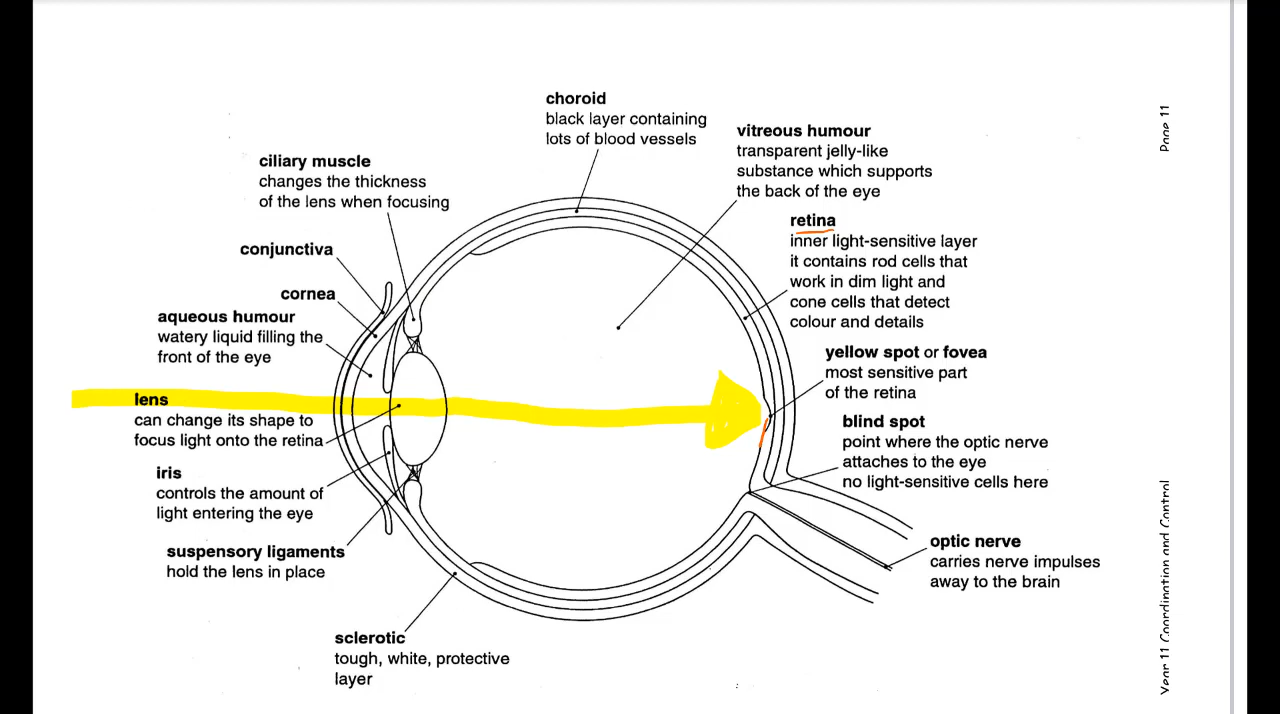 choroid
black layer containing
lots of blood vessels
vitreous humour
transparent jelly-like
substance which supports
the back of the eye
ciliary muscle
changes the thickness
of the lens when focusing
retina
inner light-sensitive layer
it contains rod cells that
work in dim light and
cone cells that detect
colour and details
conjunctiva
cornea
aqueous humour
watery liquid filling the
front of the eye
yellow spot or fovea
most sensitive part
of the retina
lens
can change its shape to
focus light onto the retina
blind spot
point where the optic nerve
attaches to the eye
no light-sensitive cells here
iris
controls the amount of
light entering the eye
suspensory ligaments
hold the lens in place
optic nerve
carries nerve impulses
away to the brain
sclerotic
tough, white, protective
layer
Page 11
Year 11 Coordination and Control